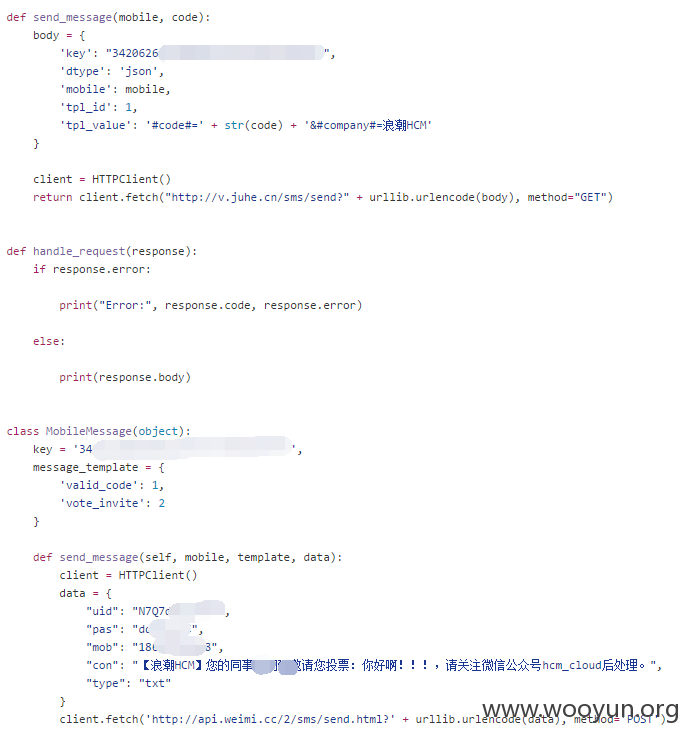 def send_message(mobile, code):
    body = {
        'key': "3420626                    ",
        'dtype': 'json',
        'mobile': mobile,
        'tpl_id': 1,
        'tpl_value': '#code#=' + str(code) + '&#company#=浪潮HCM'
    }
    client = HTTPClient()
    return client.fetch("http://v.juhe.cn/sms/send?" + urllib.urlencode(body), method="GET")
def handle_request(response):
    if response.error:
        print("Error:", response.code, response.error)
    else:
        print(response.body)
class MobileMessage(object):
    key = '34                    ',
    message_template = {
        'valid_code': 1,
        'vote_invite': 2
    }
    def send_message(self, mobile, template, data):
        client = HTTPClient()
        data = {
            "uid": "N7Q7         ,
            "pas": "d      ",
            "mob": "18       3",
            "con": "【浪潮HCM】您的同事    邀请您投票: 你好啊!!!, 请关注微信公众号hcm_cloud后处理。",
            "type": "txt"
        }
        client.fetch('http://api.weimi.cc/2/sms/send.html?' + urllib.urlencode(data), method='POST')
www.wooyun.org